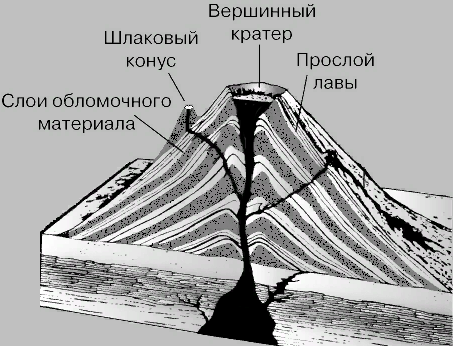 Вершинный
кратер
Шлаковый
конус
Прослой
лавы
Слои обломочного
материала